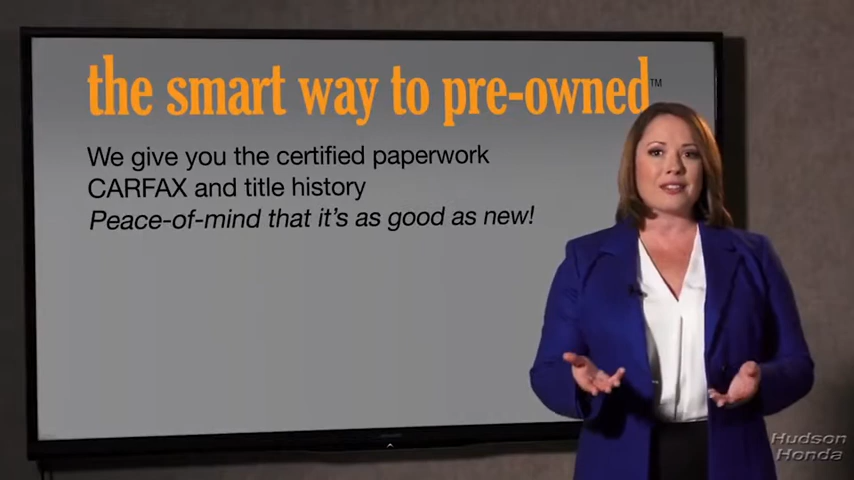 the smart way to pre-owned™
We give you the certified paperwork
CARFAX and title history
Peace-of-mind that it's as good as new!
Hudson
Honda